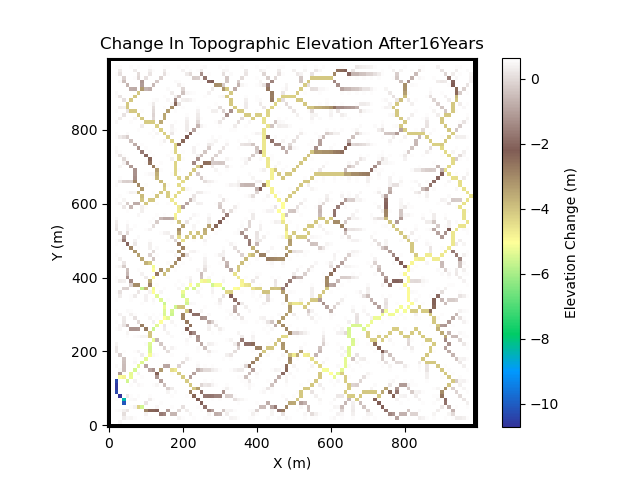 Change In Topographic Elevation After16Years
Y (m)
800
600
400
200
0
0 200 400 600 800
X (m)
0
−2
−4
−6
−8
−10
Elevation Change (m)